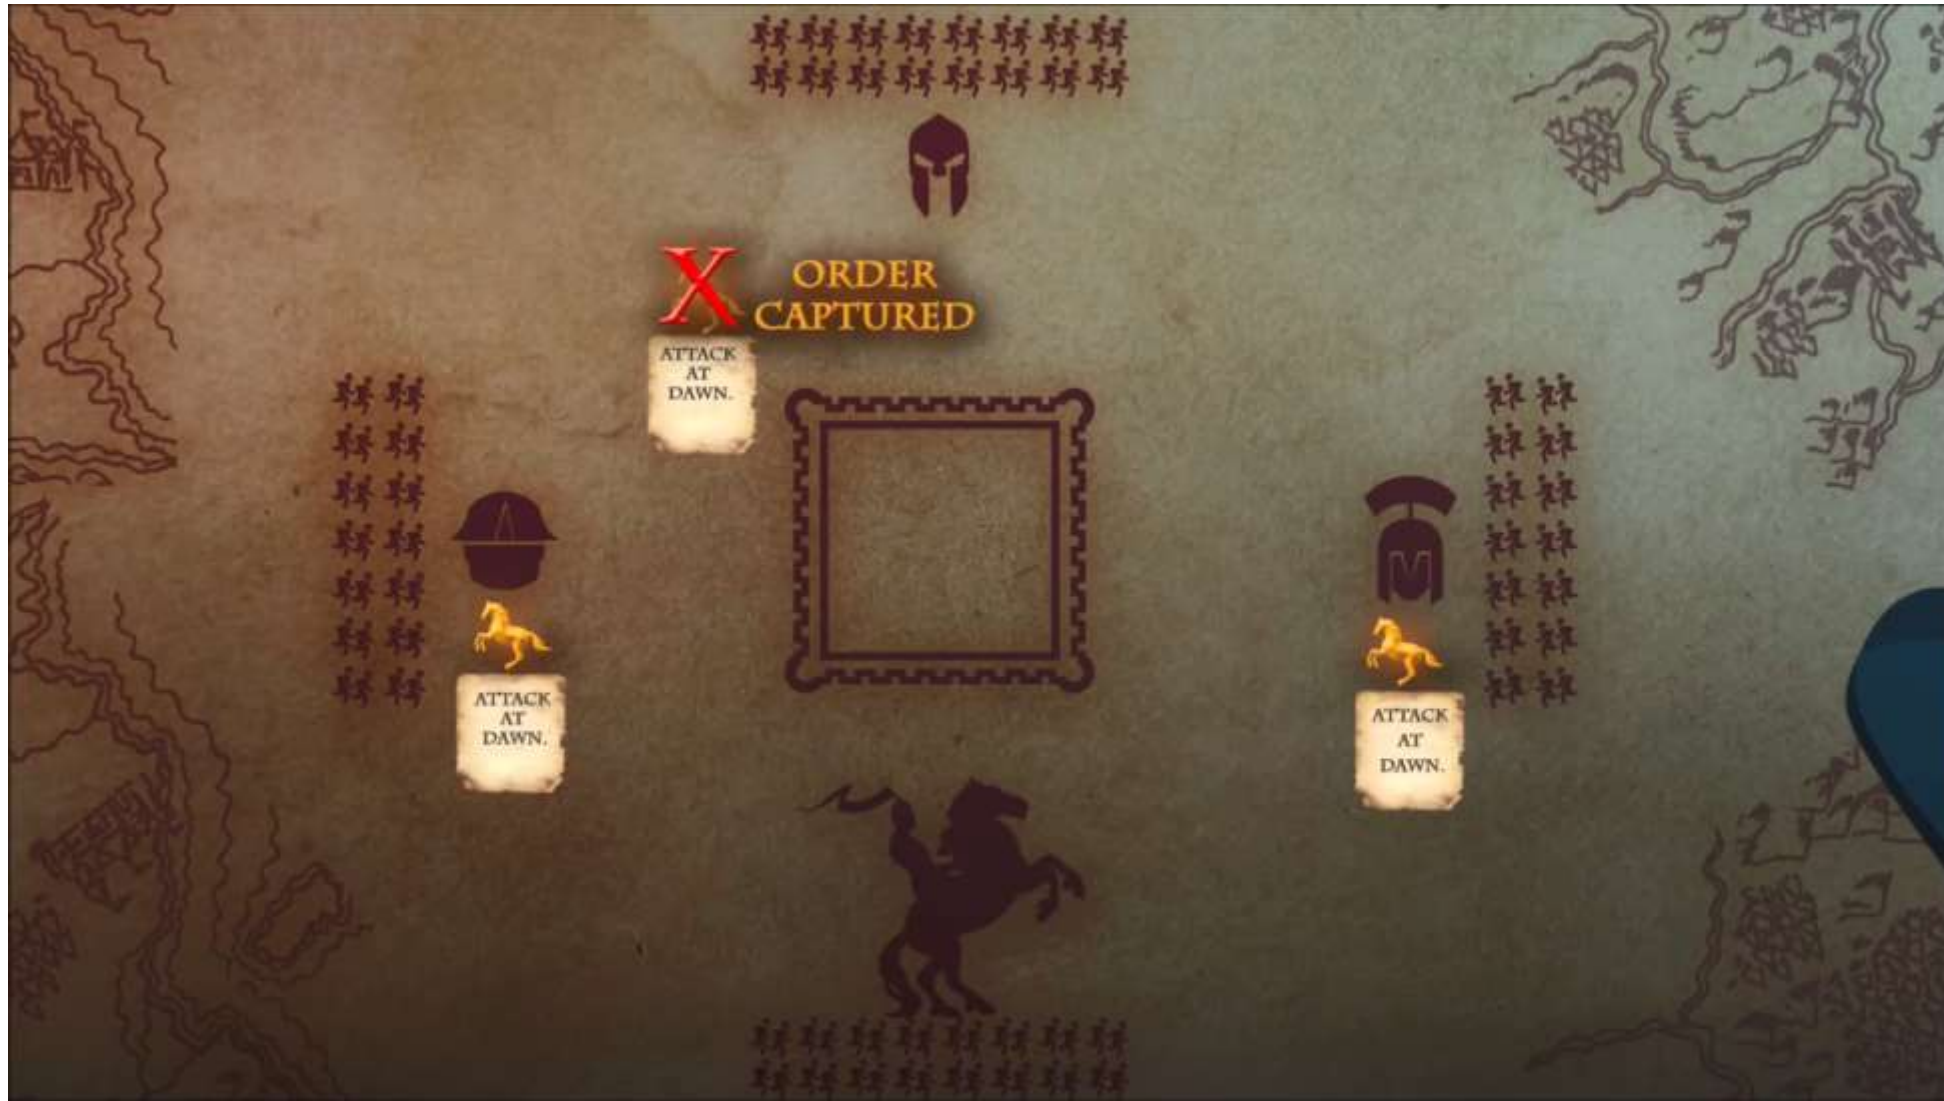 ORDER
CAPTURED
ATTACK
AT
DAWN.
ATTACK
AT
DAWN.
ATTACK
AT
DAWN.